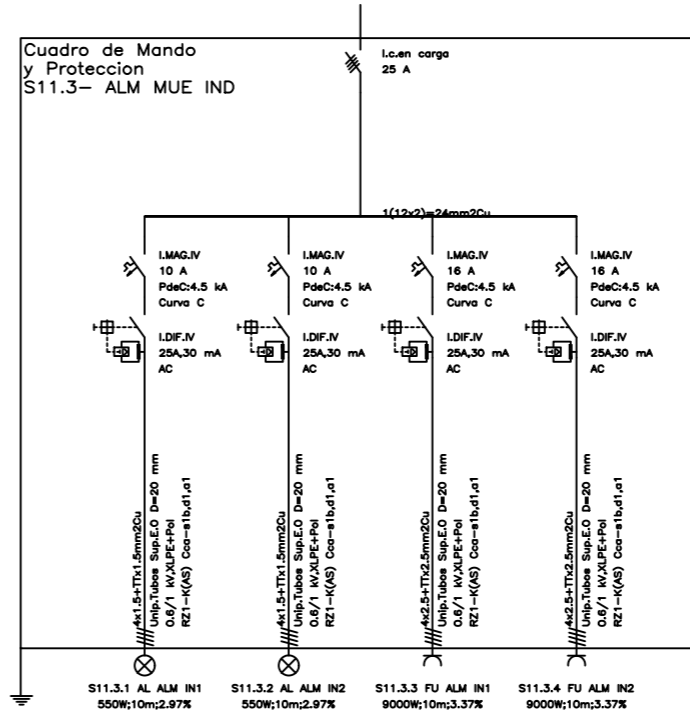 Cuadro de Mando
y Proteccion
S11.3- ALM MUE IND
I.c.en carga
25 A
1(12x2)=24mm2Cu
I.MAG.IV
10 A
PdeC:4.5 kA
Curva C
I.DIF.IV
25A,30 mA
AC
4x1.5+TTx1.5mm2Cu
Unip.Tubos Sup.E.O D=20 mm
0.6/1 kV,XLPE+Pol
RZ1-K(AS) Cca-s1b,d1,a1
S11.3.1 AL ALM IN1
550W;10m;2.97%
I.MAG.IV
10 A
PdeC:4.5 kA
Curva C
I.DIF.IV
25A,30 mA
AC
4x1.5+TTx1.5mm2Cu
Unip.Tubos Sup.E.O D=20 mm
0.6/1 kV,XLPE+Pol
RZ1-K(AS) Cca-s1b,d1,a1
S11.3.2 AL ALM IN2
550W;10m;2.97%
I.MAG.IV
16 A
PdeC:4.5 kA
Curva C
I.DIF.IV
25A,30 mA
AC
4x2.5+TTx2.5mm2Cu
Unip.Tubos Sup.E.O D=20 mm
0.6/1 kV,XLPE+Pol
RZ1-K(AS) Cca-s1b,d1,a1
S11.3.3 FU ALM IN1
9000W;10m;3.37%
I.MAG.IV
16 A
PdeC:4.5 kA
Curva C
I.DIF.IV
25A,30 mA
AC
4x2.5+TTx2.5mm2Cu
Unip.Tubos Sup.E.O D=20 mm
0.6/1 kV,XLPE+Pol
RZ1-K(AS) Cca-s1b,d1,a1
S11.3.4 FU ALM IN2
9000W;10m;3.37%